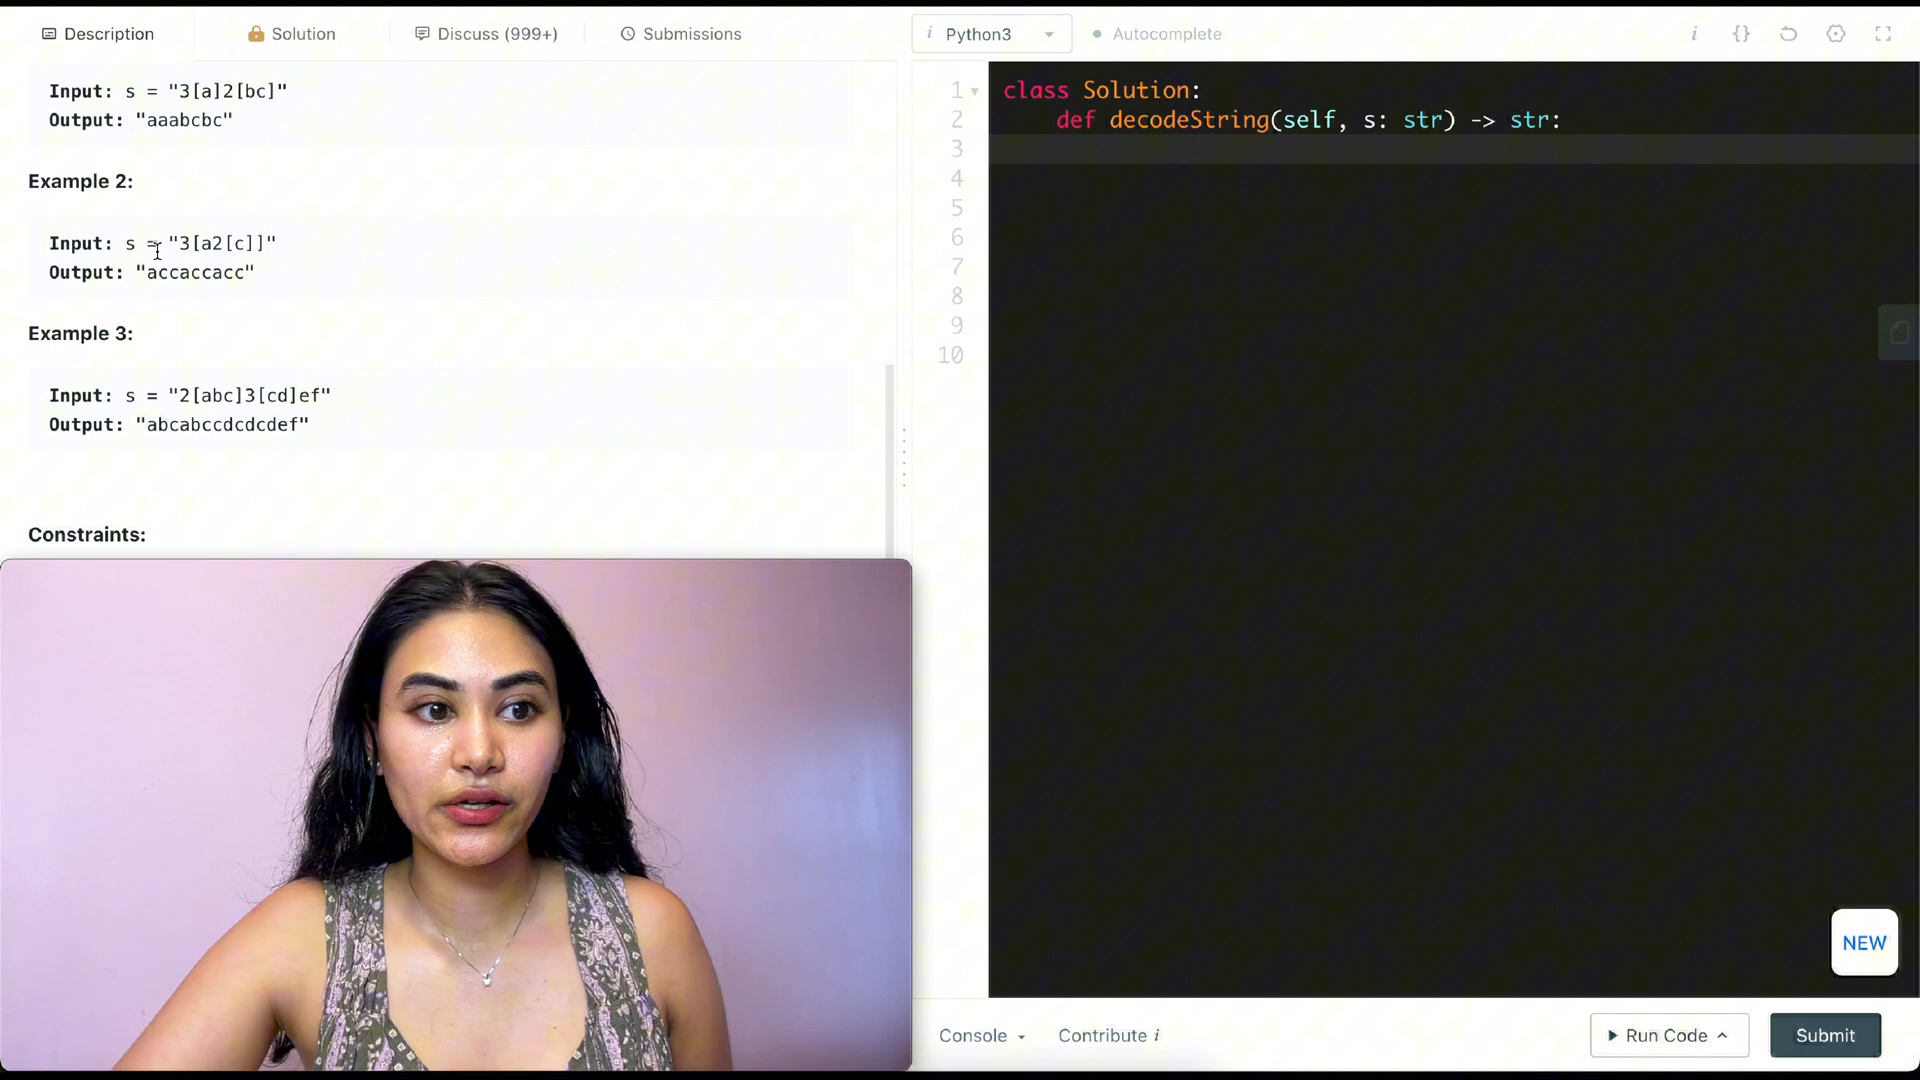 Description
Solution
Discuss (999+)
Submissions
i Python3
Autocomplete
i {}
Input: s = "3[a]2[bc]"
Output: "aaabcbc"
Example 2:
Input: s = "3[a2[c]]"
Output: "accaccacc"
Example 3:
Input: s = "2[abc]3[cd]ef"
Output: "abcabccdcdcdef"
Constraints:
1 class Solution:
2 def decodeString(self, s: str) -> str:
3
4
5
6
7
8
9
10
NEW
Console
Contribute i
Run Code
Submit